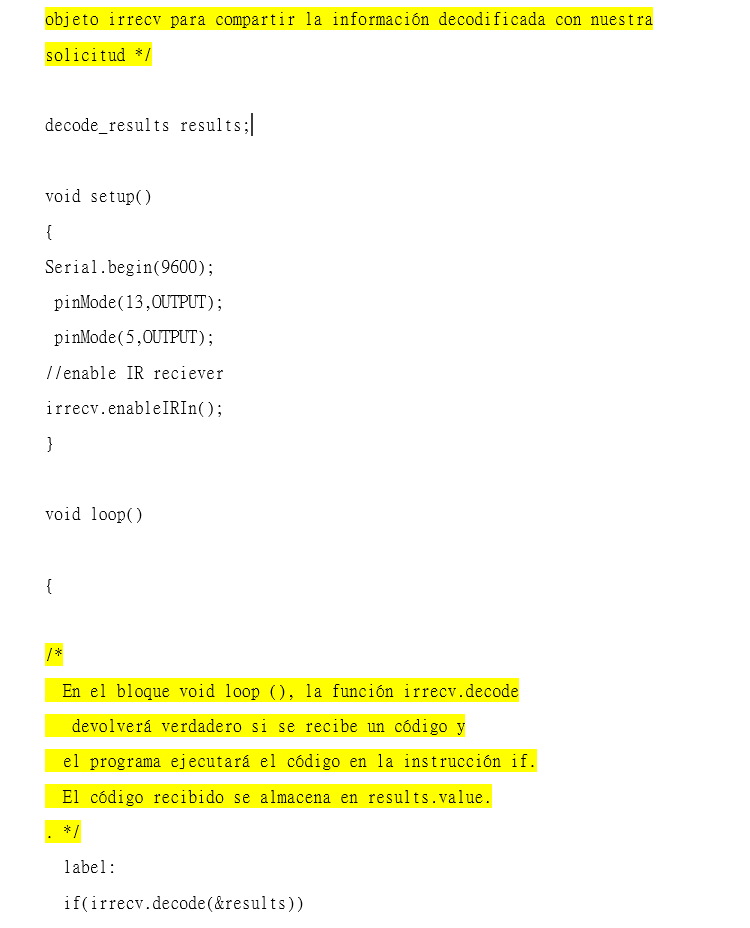 objeto irrecv para compartir la información decodificada con nuestra
solicitud */
decode_results results;
void setup()
{
Serial.begin(9600);
pinMode(13,OUTPUT);
pinMode(5,OUTPUT);
//enable IR reciever
irrecv.enableIRIn();
}
void loop()
{
/*
En el bloque void loop (), la función irrecv.decode
devolverá verdadero si se recibe un código y
el programa ejecutará el código en la instrucción if.
El código recibido se almacena en results.value.
. */
label:
if(irrecv.decode(&results))